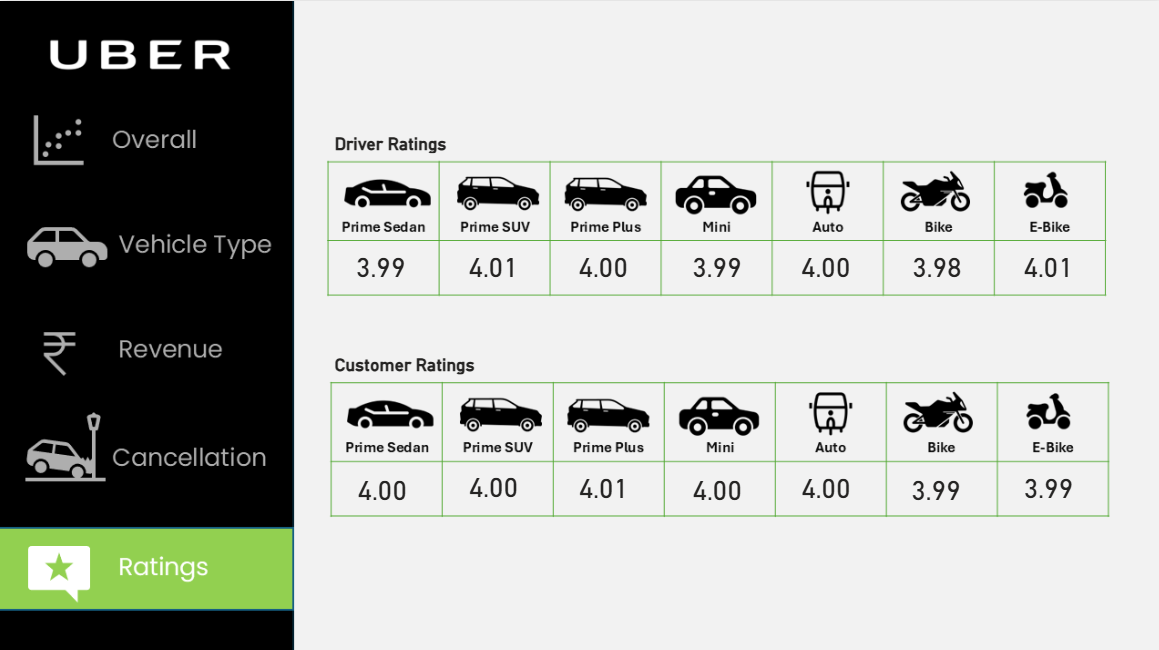 UBER
Overall
Vehicle Type
₹ Revenue
Cancellation
Ratings
Driver Ratings
Prime Sedan Prime SUV Prime Plus Mini Auto Bike E-Bike
3.99 4.01 4.00 3.99 4.00 3.98 4.01
Customer Ratings
Prime Sedan Prime SUV Prime Plus Mini Auto Bike E-Bike
4.00 4.00 4.01 4.00 4.00 3.99 3.99